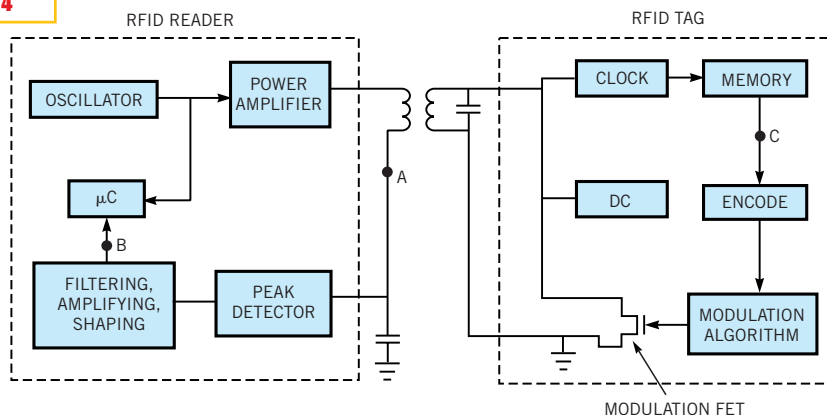 4
RFID READER
RFID TAG
OSCILLATOR
POWER
AMPLIFIER
CLOCK
MEMORY
C
A
μC
DC
ENCODE
B
FILTERING,
AMPLIFYING,
SHAPING
PEAK
DETECTOR
MODULATION
ALGORITHM
MODULATION FET